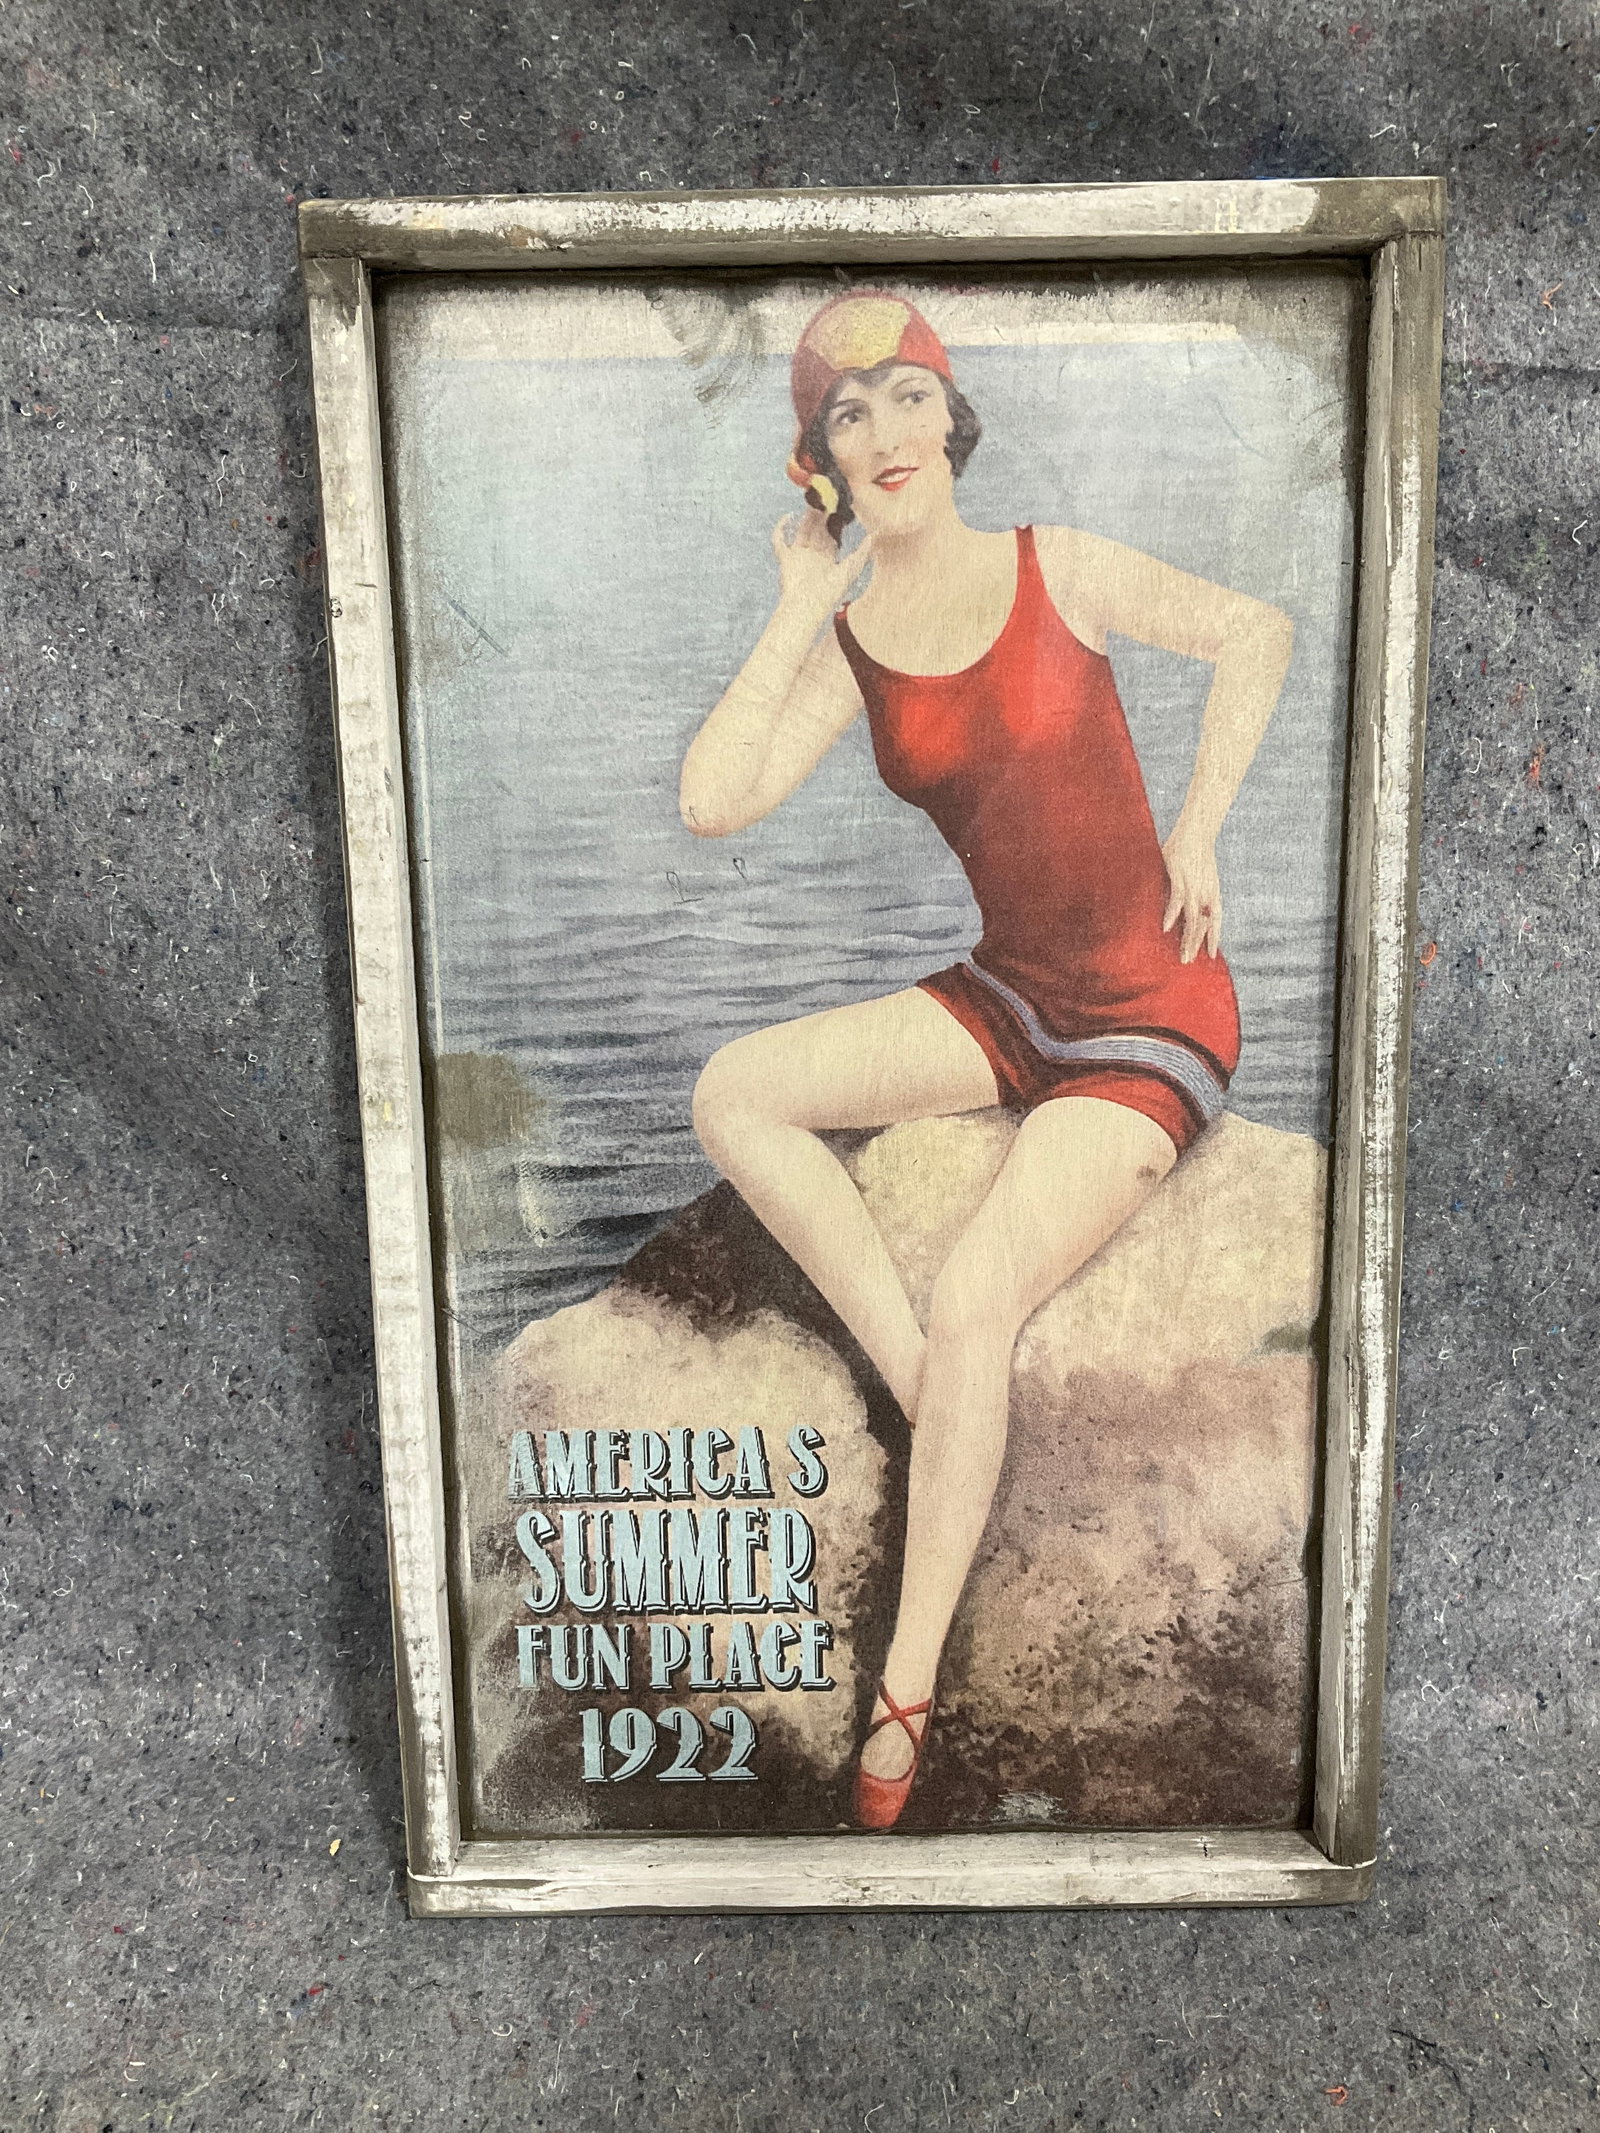 AMERICA S
SUMMER
FUN PLACE
1922